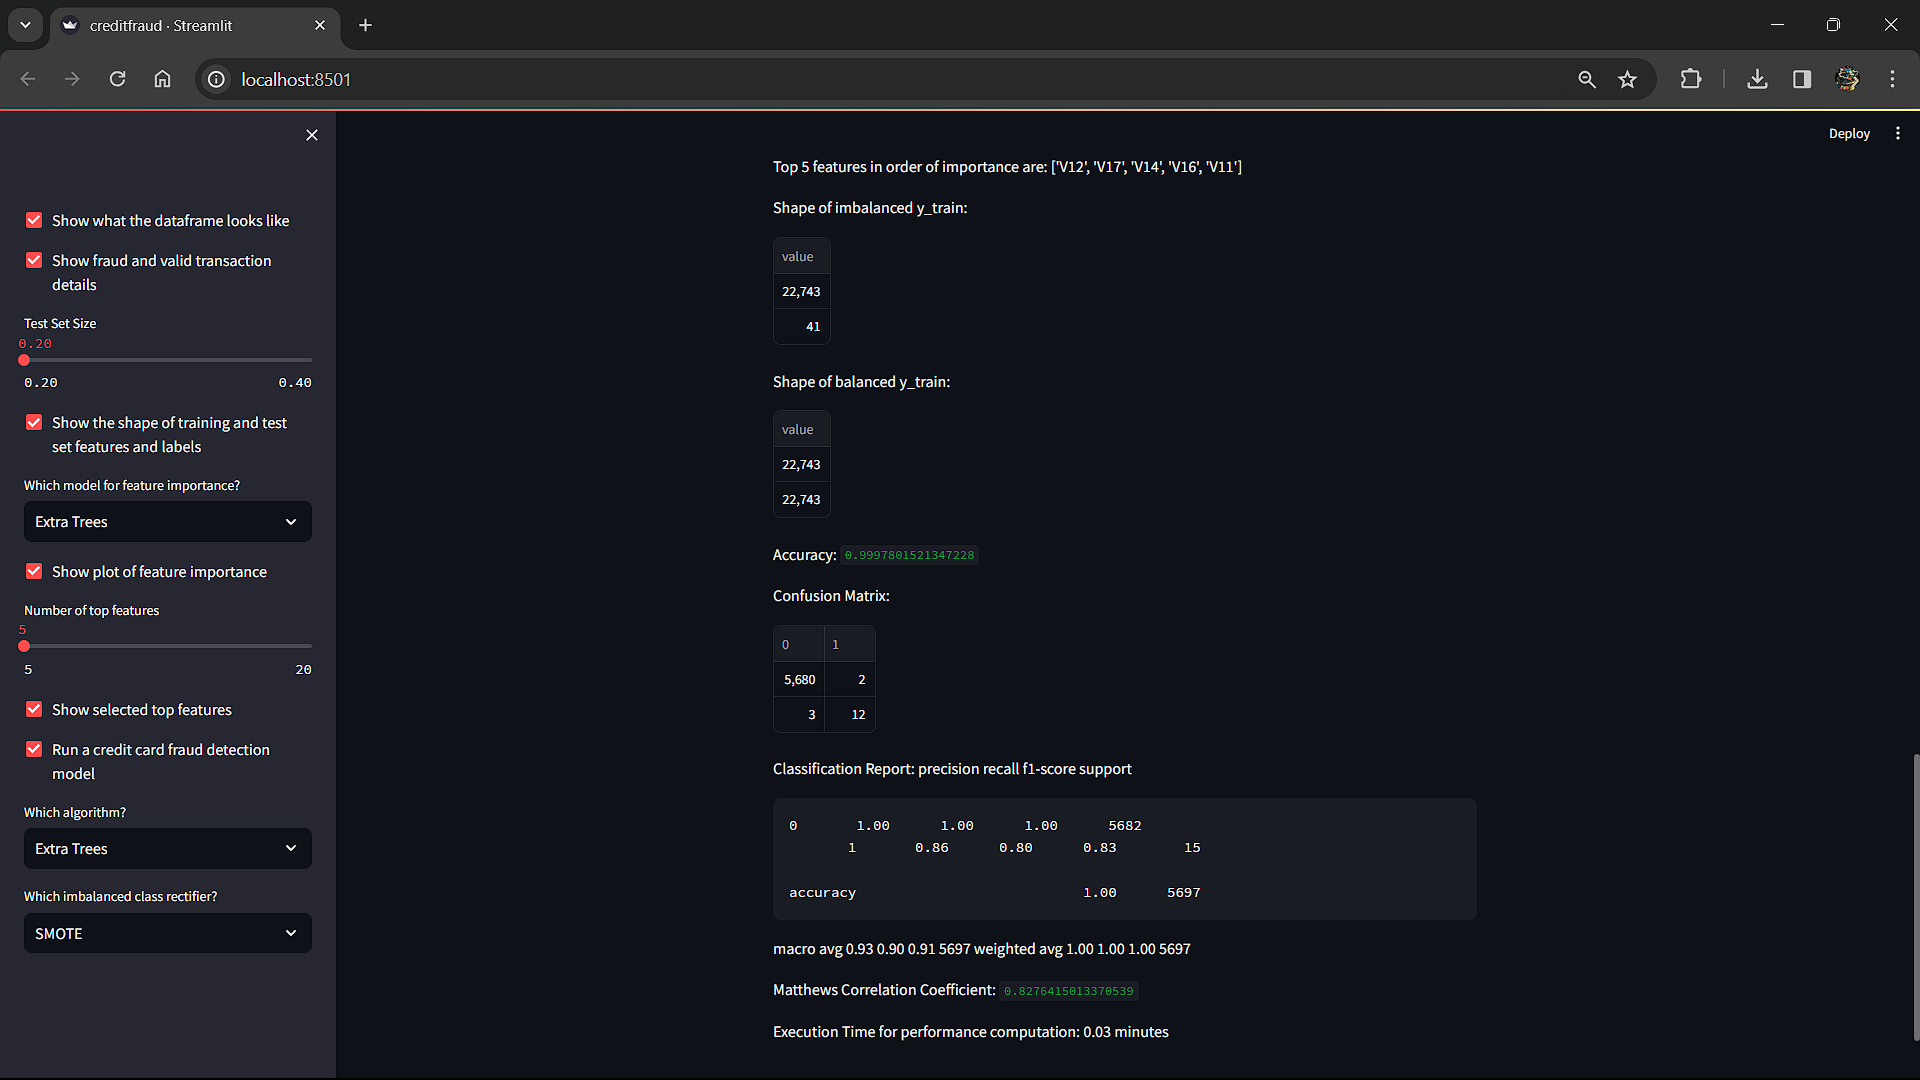 creditfraud · Streamlit
localhost:8501
Deploy
Show what the dataframe looks like
Show fraud and valid transaction
details
Test Set Size
0.20
0.20 0.40
Show the shape of training and test
set features and labels
Which model for feature importance?
Extra Trees
Show plot of feature importance
Number of top features
5
5 20
Show selected top features
Run a credit card fraud detection
model
Which algorithm?
Extra Trees
Which imbalanced class rectifier?
SMOTE
Top 5 features in order of importance are: ['V12', 'V17', 'V14', 'V16', 'V11']
Shape of imbalanced y_train:
value
22,743
41
Shape of balanced y_train:
value
22,743
22,743
Accuracy: 0.9997801521347228
Confusion Matrix:
0 1
5,680 2
3 12
Classification Report: precision recall f1-score support
0 1.00 1.00 1.00 5682
1 0.86 0.80 0.83 15
accuracy 1.00 5697
macro avg 0.93 0.90 0.91 5697 weighted avg 1.00 1.00 1.00 5697
Matthews Correlation Coefficient: 0.8276415013370539
Execution Time for performance computation: 0.03 minutes